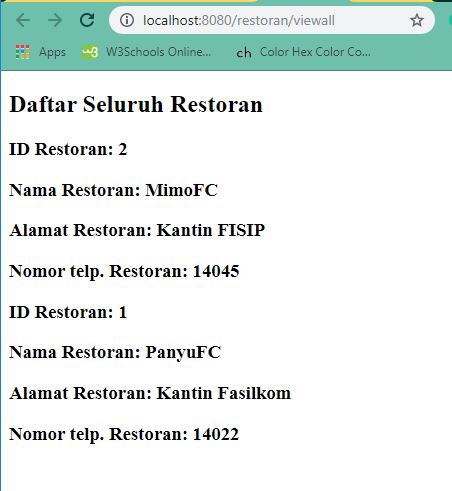 localhost:8080/restoran/viewall
Apps W3Schools Online... ch Color Hex Color Co...
Daftar Seluruh Restoran
ID Restoran: 2
Nama Restoran: MimoFC
Alamat Restoran: Kantin FISIP
Nomor telp. Restoran: 14045
ID Restoran: 1
Nama Restoran: PanyuFC
Alamat Restoran: Kantin Fasilkom
Nomor telp. Restoran: 14022